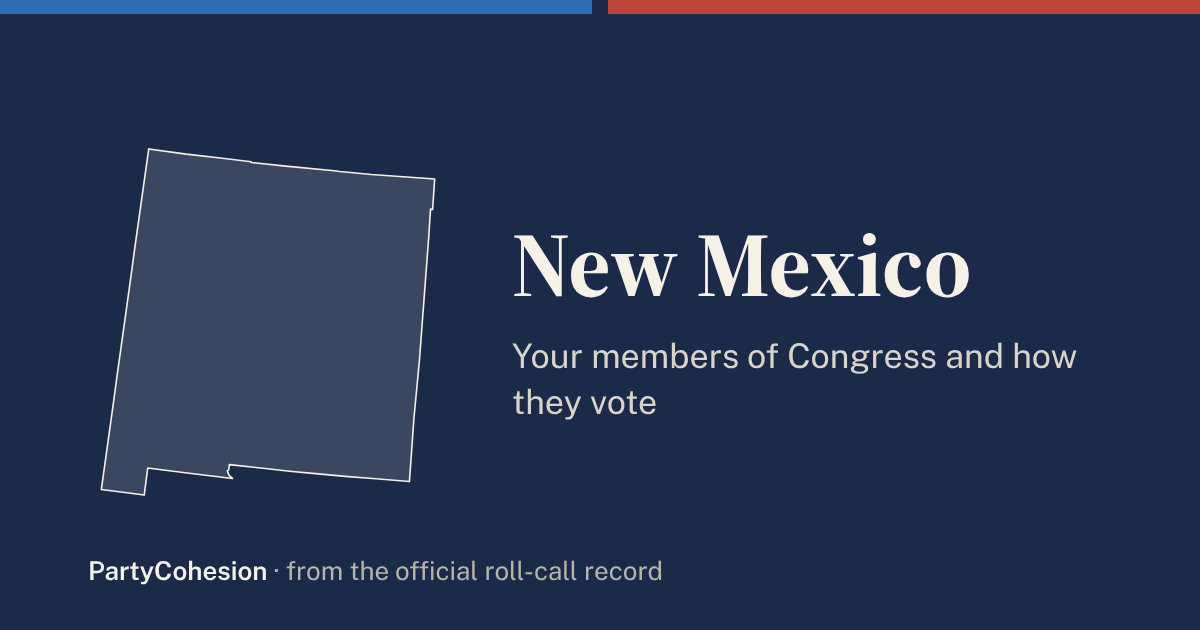 New Mexico
Your members of Congress and how
they vote
PartyCohesion · from the official roll-call record